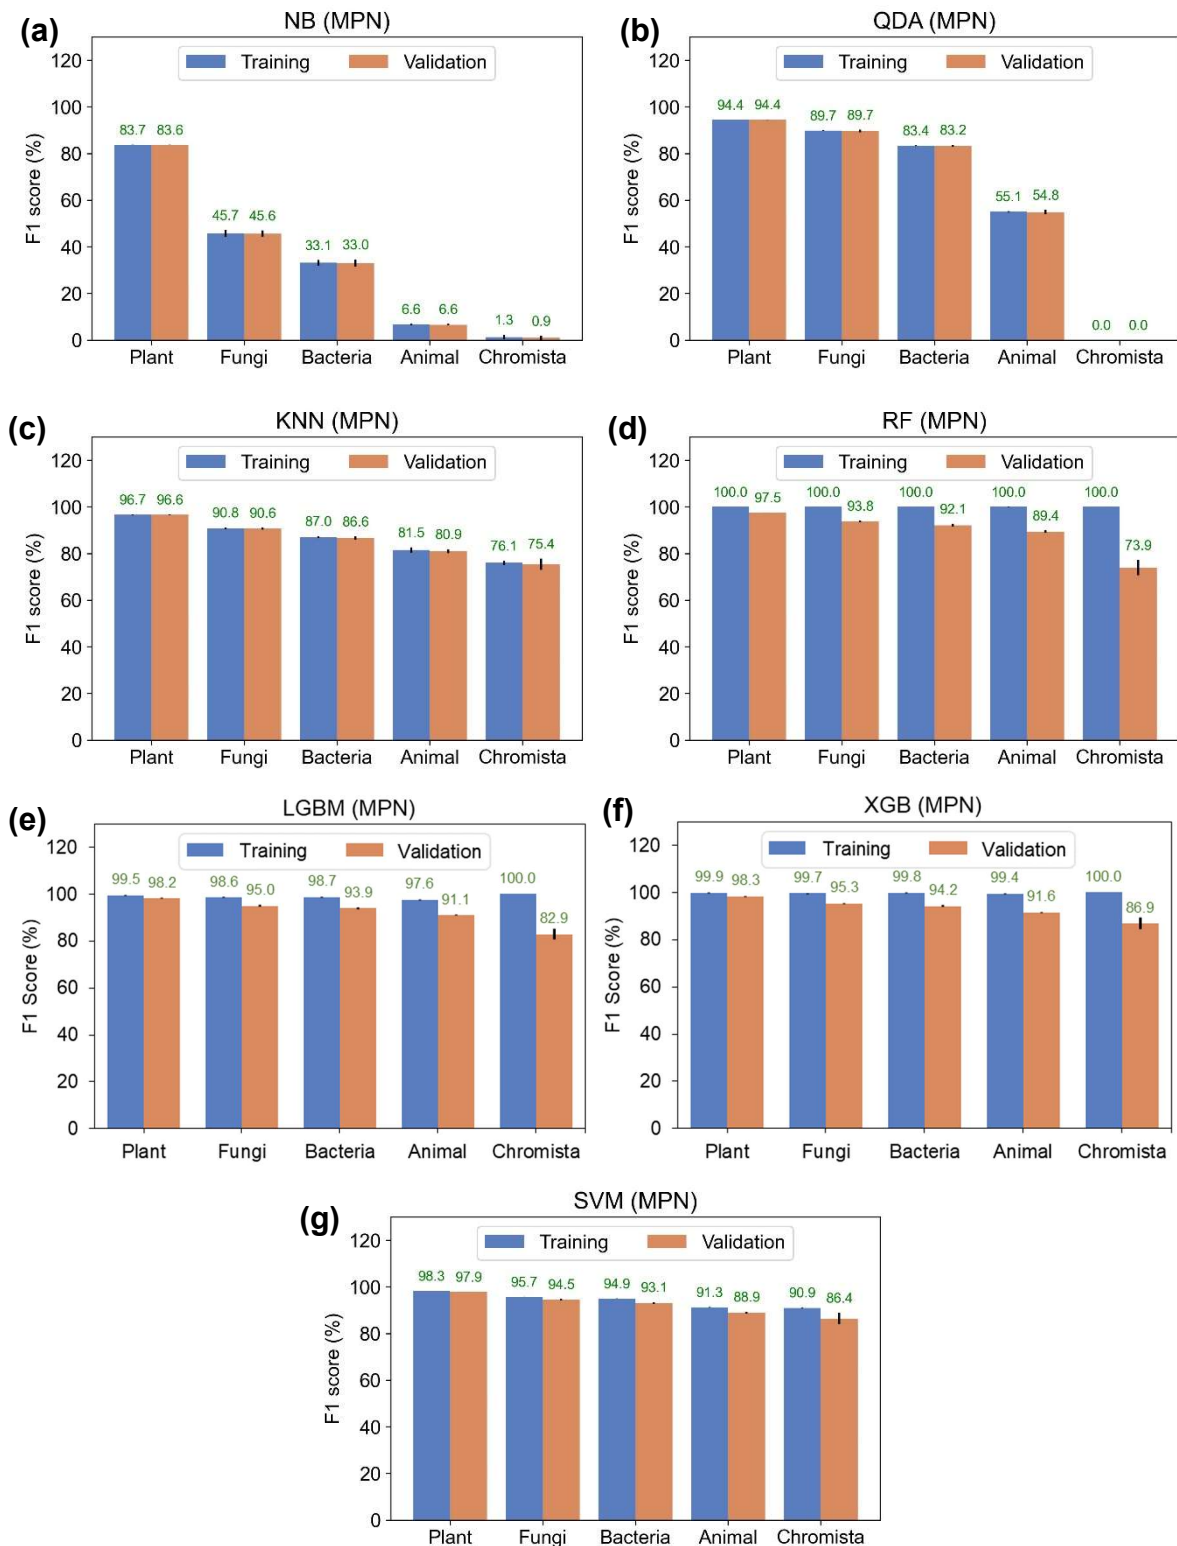 (a)
NB (MPN)
Training Validation
F1 score (%)
120
100
80
60
40
20
0
83.7 83.6
45.7 45.6
33.1 33.0
6.6 6.6
1.3 0.9
Plant Fungi Bacteria Animal Chromista
(b)
QDA (MPN)
Training Validation
F1 score (%)
120
100
80
60
40
20
0
94.4 94.4
89.7 89.7
83.4 83.2
55.1 54.8
0.0 0.0
Plant Fungi Bacteria Animal Chromista
(c)
KNN (MPN)
Training Validation
F1 score (%)
120
100
80
60
40
20
0
96.7 96.6
90.8 90.6
87.0 86.6
81.5 80.9
76.1 75.4
Plant Fungi Bacteria Animal Chromista
(d)
RF (MPN)
Training Validation
F1 score (%)
120
100
80
60
40
20
0
100.0 97.5
100.0 93.8
100.0 92.1
100.0 89.4
100.0 73.9
Plant Fungi Bacteria Animal Chromista
(e)
LGBM (MPN)
Training Validation
F1 Score (%)
120
100
80
60
40
20
0
99.5 98.2
98.6 95.0
98.7 93.9
97.6 91.1
100.0 82.9
Plant Fungi Bacteria Animal Chromista
(f)
XGB (MPN)
Training Validation
F1 Score (%)
120
100
80
60
40
20
0
99.9 98.3
99.7 95.3
99.8 94.2
99.4 91.6
100.0 86.9
Plant Fungi Bacteria Animal Chromista
(g)
SVM (MPN)
Training Validation
F1 score (%)
120
100
80
60
40
20
0
98.3 97.9
95.7 94.5
94.9 93.1
91.3 88.9
90.9 86.4
Plant Fungi Bacteria Animal Chromista